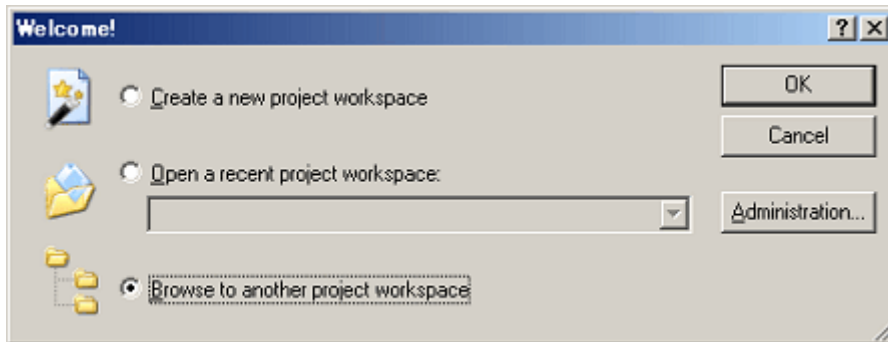 Welcome!
Create a new project workspace
OK
Cancel
Open a recent project workspace:
Administration...
Browse to another project workspace